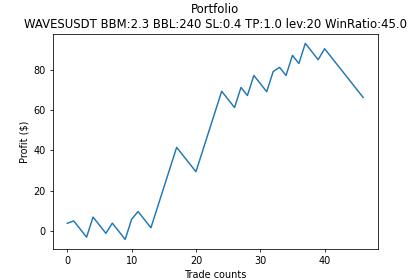 Portfolio
WAVESUSDT BBM:2.3 BBL:240 SL:0.4 TP:1.0 lev:20 WinRatio:45.0
80
60
40
20
0
Profit ($)
0 10 20 30 40
Trade counts